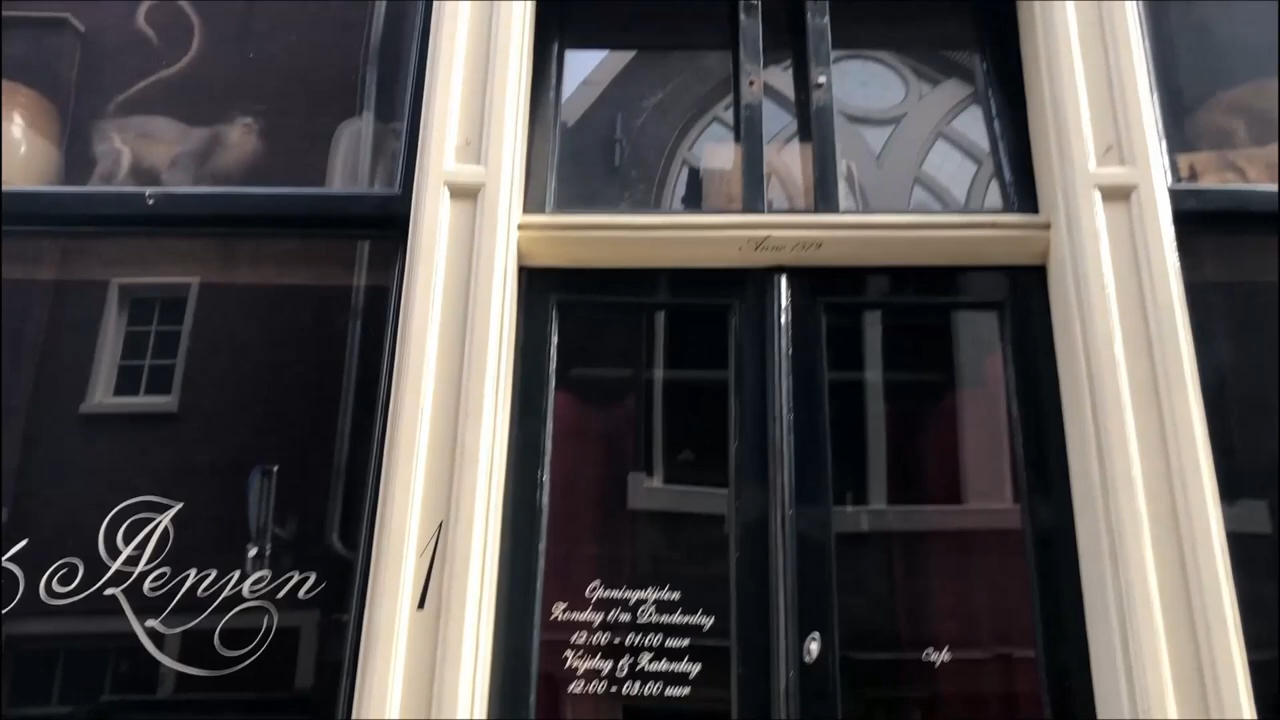 Anno 1519
Aepjen
1
Openingstijden
Zondag t/m Donderdag
12:00 - 01:00 uur
Vrijdag & Zaterdag
12:00 - 03:00 uur
Cafe